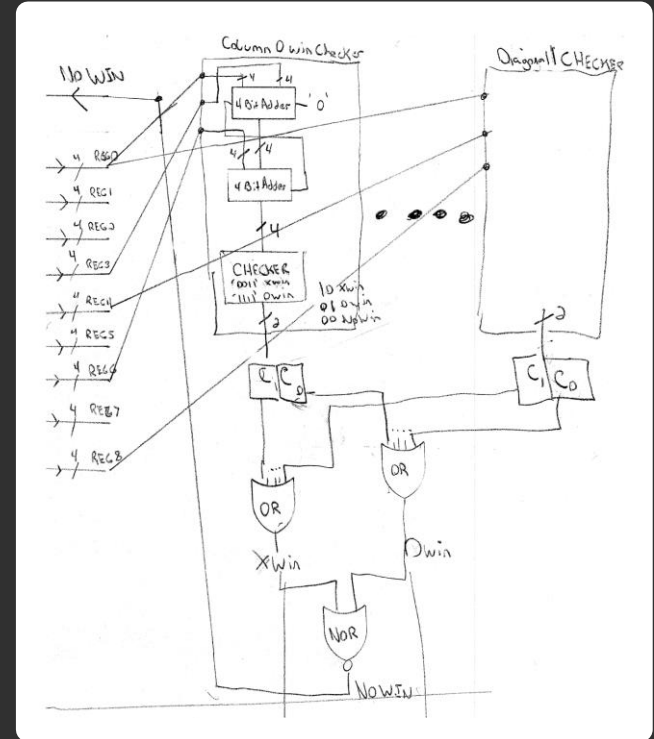 Column 0 win Checker
Diagonal 1 CHECKER
NO WIN
4 4
4 Bit Adder '0'
4 REG0
4 4
4 REG1
4 Bit Adder
4 REG2
4
4 REG3
CHECKER
'0011' Xwin
'1111' Owin
10 Xwin
01 Owin
00 NoWin
4 REG4
2
2
4 REG5
4 REG6
C1 C0
C1 C0
4 REG7
4 REG8
OR
OR
XWin
Owin
NOR
NOWIN